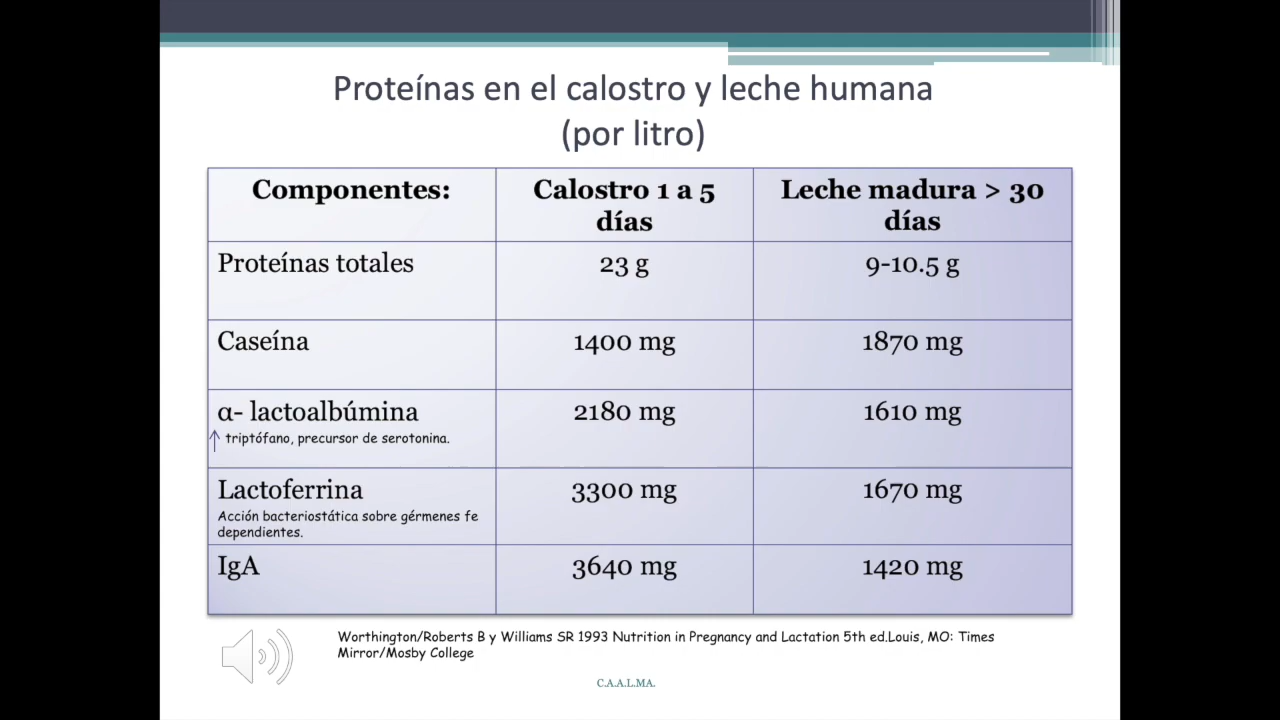 Proteínas en el calostro y leche humana
(por litro)
Componentes:
Calostro 1 a 5
días
Leche madura > 30
días
Proteínas totales
23 g
9-10.5 g
Caseína
1400 mg
1870 mg
α- lactoalbúmina
triptófano, precursor de serotonina.
2180 mg
1610 mg
Lactoferrina
Acción bacteriostática sobre gérmenes fe
dependientes.
3300 mg
1670 mg
IgA
3640 mg
1420 mg
Worthington/Roberts B y Williams SR 1993 Nutrition in Pregnancy and Lactation 5th ed.Louis, MO: Times
Mirror/Mosby College
C.A.A.L.MA.